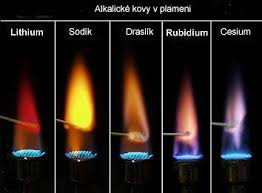 Alkalické kovy v plameni
Lithium Sodík Draslík Rubidium Cesium